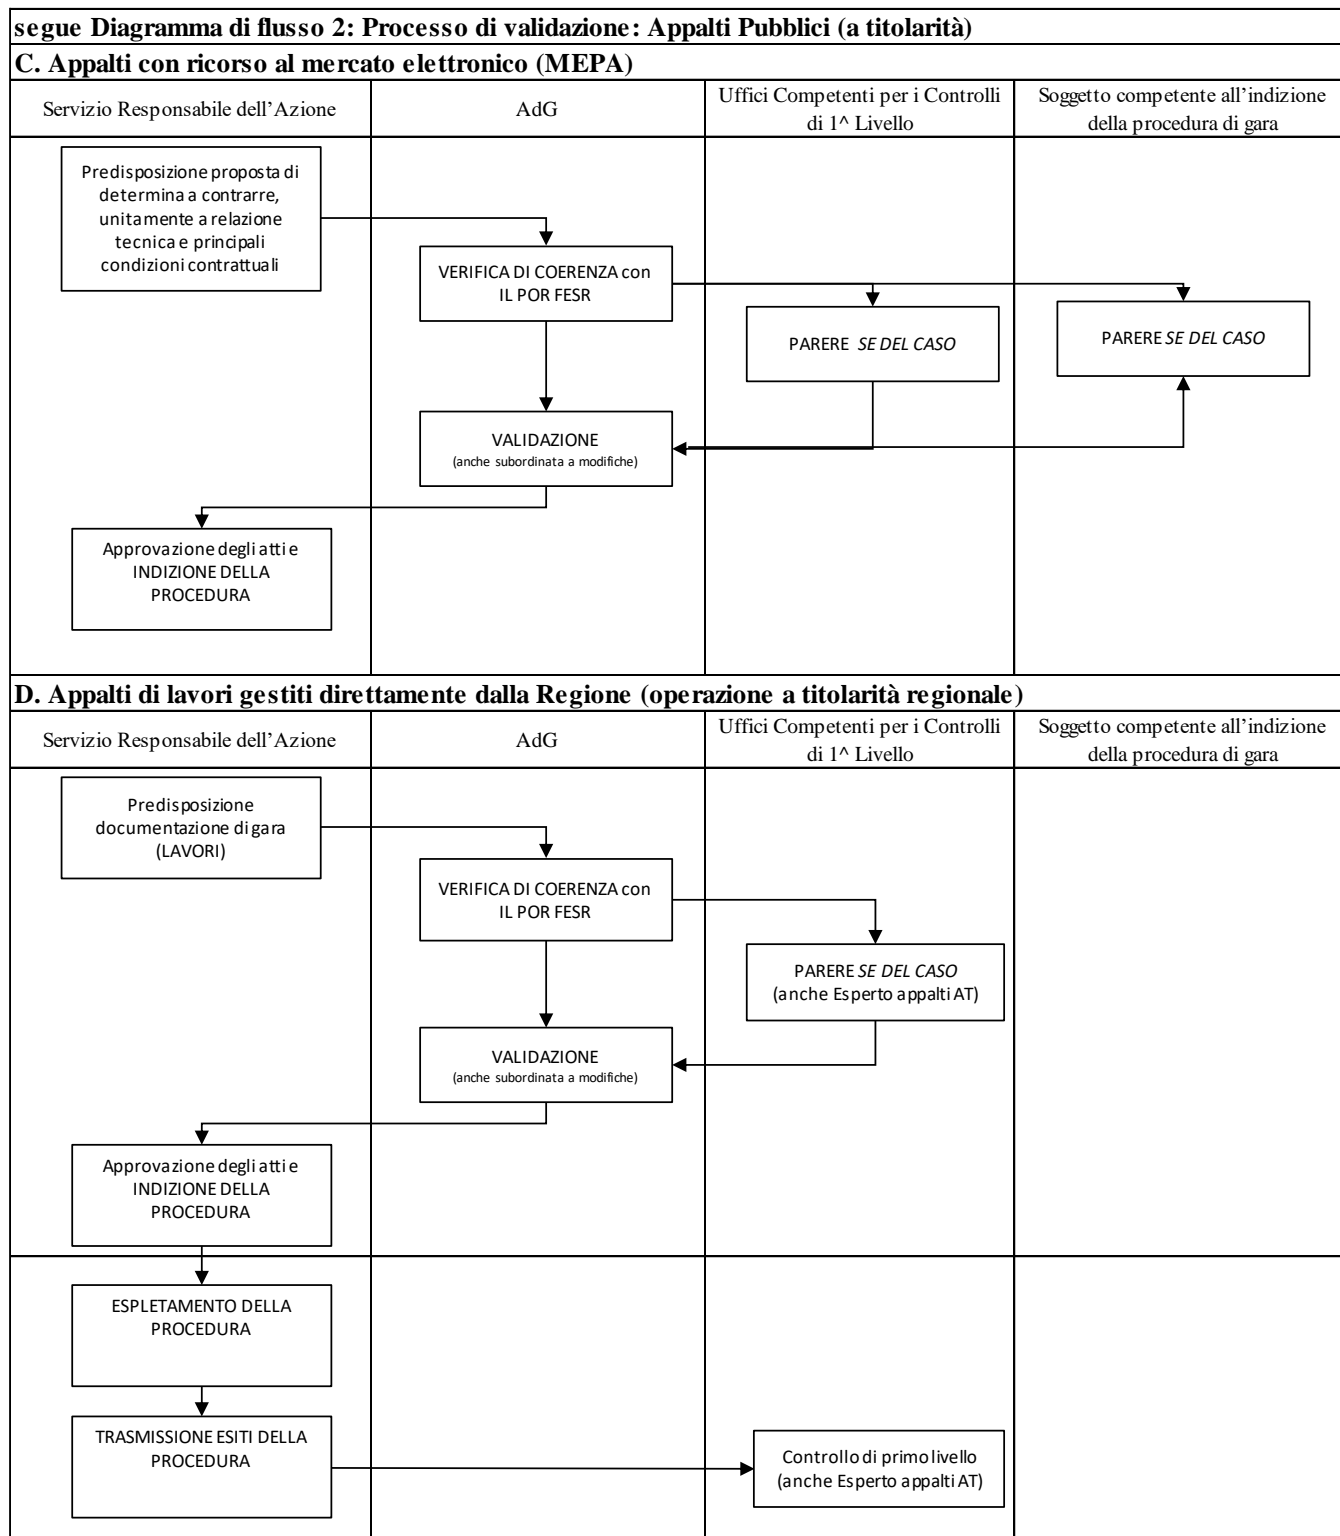 segue Diagramma di flusso 2: Processo di validazione: Appalti Pubblici (a titolarità)
C. Appalti con ricorso al mercato elettronico (MEPA)
Servizio Responsabile dell'Azione
AdG
Uffici Competenti per i Controlli
di 1^ Livello
Soggetto competente all'indizione
della procedura di gara
Predisposizione proposta di
determina a contrarre,
unitamente a relazione
tecnica e principali
condizioni contrattuali
VERIFICA DI COERENZA con
IL POR FESR
PARERE SE DEL CASO
PARERE SE DEL CASO
VALIDAZIONE
(anche subordinata a modifiche)
Approvazione degli atti e
INDIZIONE DELLA
PROCEDURA
D. Appalti di lavori gestiti direttamente dalla Regione (operazione a titolarità regionale)
Servizio Responsabile dell'Azione
AdG
Uffici Competenti per i Controlli
di 1^ Livello
Soggetto competente all'indizione
della procedura di gara
Predisposizione
documentazione di gara
(LAVORI)
VERIFICA DI COERENZA con
IL POR FESR
PARERE SE DEL CASO
(anche Esperto appalti AT)
VALIDAZIONE
(anche subordinata a modifiche)
Approvazione degli atti e
INDIZIONE DELLA
PROCEDURA
ESPLETAMENTO DELLA
PROCEDURA
TRASMISSIONE ESITI DELLA
PROCEDURA
Controllo di primo livello
(anche Esperto appalti AT)